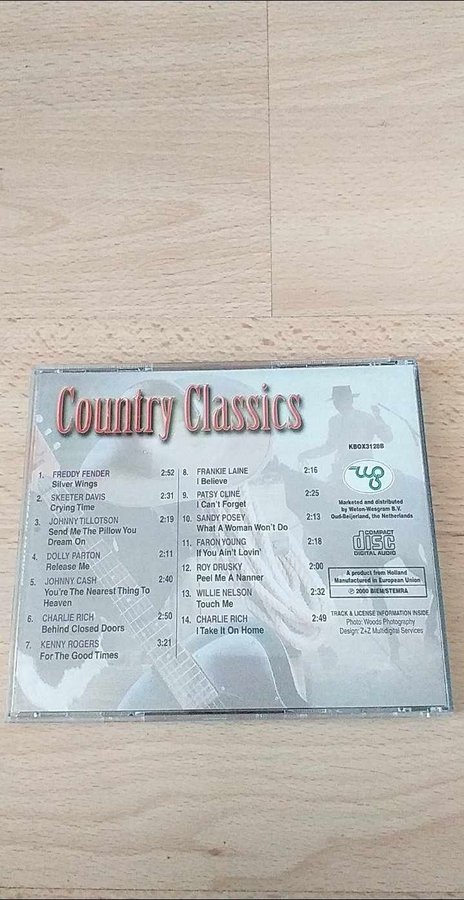 Country Classics
1. FREDDY FENDER 2:52
Silver Wings
2. SKEETER DAVIS 2:31
Crying Time
3. JOHNNY TILLOTSON 2:19
Send Me The Pillow You
Dream On
4. DOLLY PARTON 2:11
Release Me
5. JOHNNY CASH 2:40
You're The Nearest Thing To
Heaven
6. CHARLIE RICH 2:50
Behind Closed Doors
7. KENNY ROGERS 3:21
For The Good Times
8. FRANKIE LAINE 2:16
I Believe
9. PATSY CLINE 2:25
I Can't Forget
10. SANDY POSEY 2:13
What A Woman Won't Do
11. FARON YOUNG 2:18
If You Ain't Lovin'
12. ROY DRUSKY 2:00
Peel Me A Nanner
13. WILLIE NELSON 2:32
Touch Me
14. CHARLIE RICH 2:49
I Take It On Home
KBOX3128B
Marketed and distributed
by Weton-Wesgram B.V.
Oud-Beijerland, the Netherlands
COMPACT
disc
DIGITAL AUDIO
A product from Holland
Manufactured in European Union
Ⓟ 2000 BIEM/STEMRA
TRACK & LICENSE INFORMATION INSIDE
Photo: Woods Photography
Design: Z+Z Multidigital Services